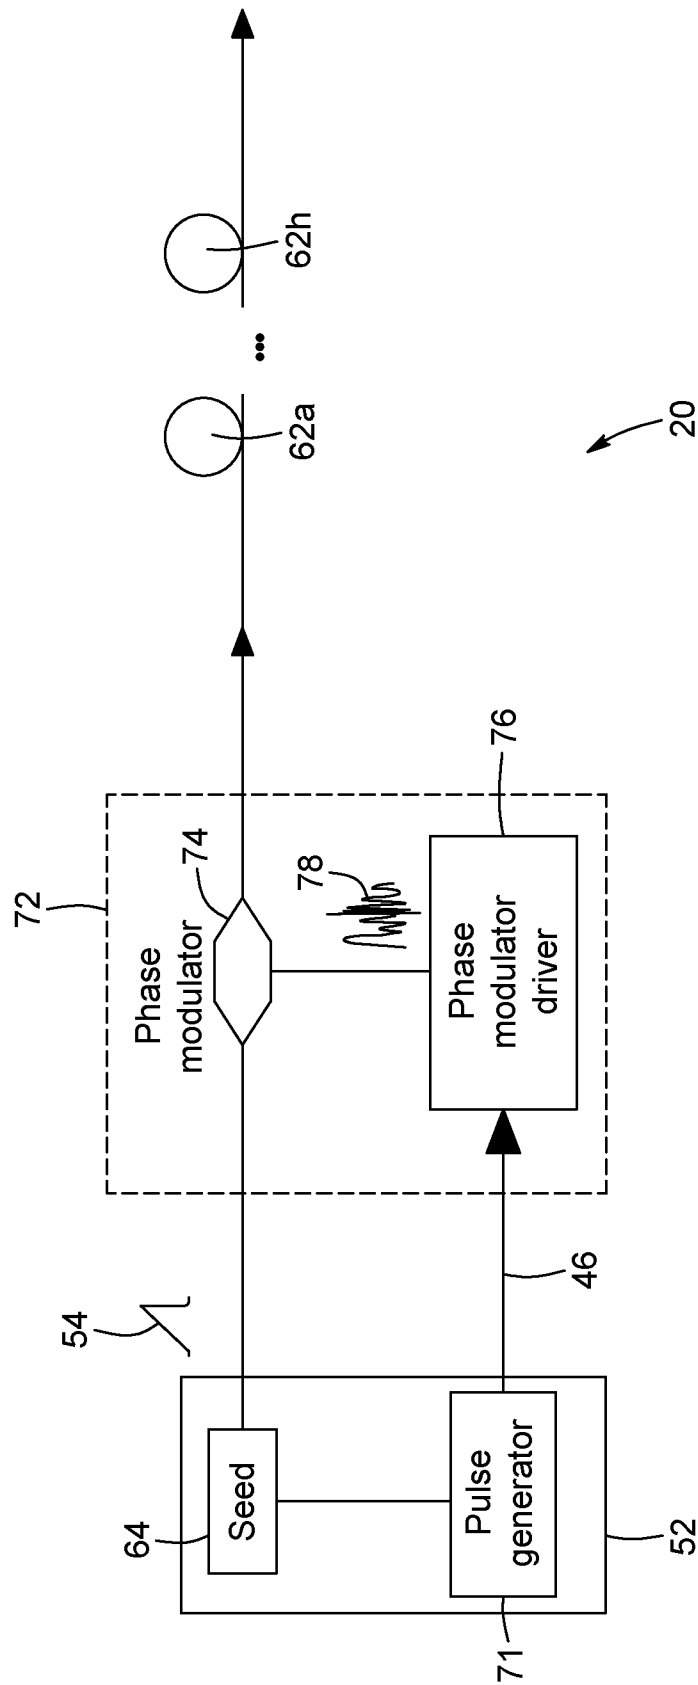 54
64
Seed
Pulse
generator
71
52
46
72
Phase
modulator
74
78
Phase
modulator
driver
76
62a
...
62h
20